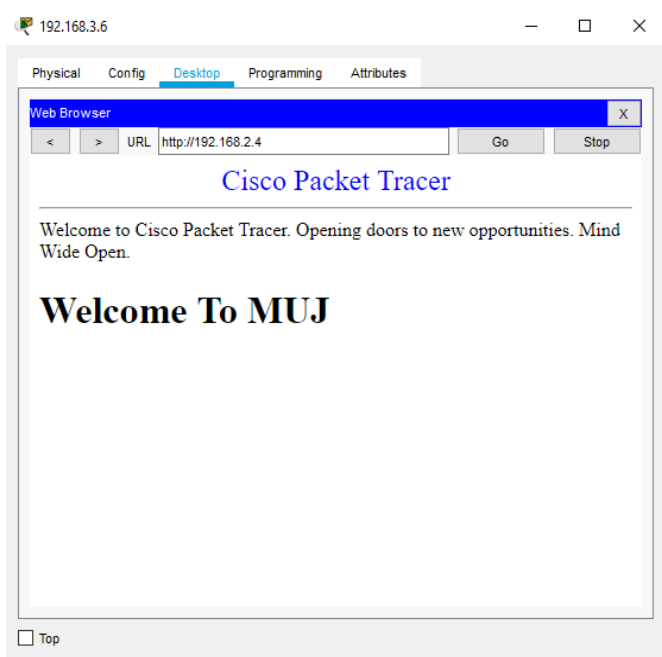 192.168.3.6
Physical Config Desktop Programming Attributes
Web Browser X
< > URL http://192.168.2.4 Go Stop
Cisco Packet Tracer
Welcome to Cisco Packet Tracer. Opening doors to new opportunities. Mind
Wide Open.
Welcome To MUJ
Top